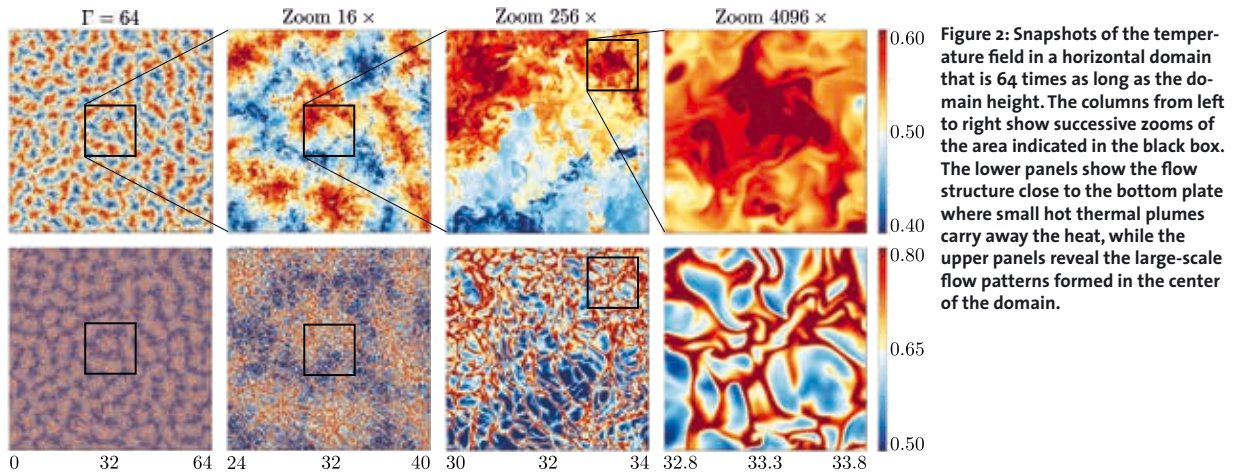 Γ = 64
Zoom 16 ×
Zoom 256 ×
Zoom 4096 ×
0.60
0.50
0.40
0.80
0.65
0.50
0 32 64
24 32 40
30 32 34
32.8 33.3 33.8
Figure 2: Snapshots of the temper-
ature field in a horizontal domain
that is 64 times as long as the do-
main height. The columns from left
to right show successive zooms of
the area indicated in the black box.
The lower panels show the flow
structure close to the bottom plate
where small hot thermal plumes
carry away the heat, while the
upper panels reveal the large-scale
flow patterns formed in the center
of the domain.